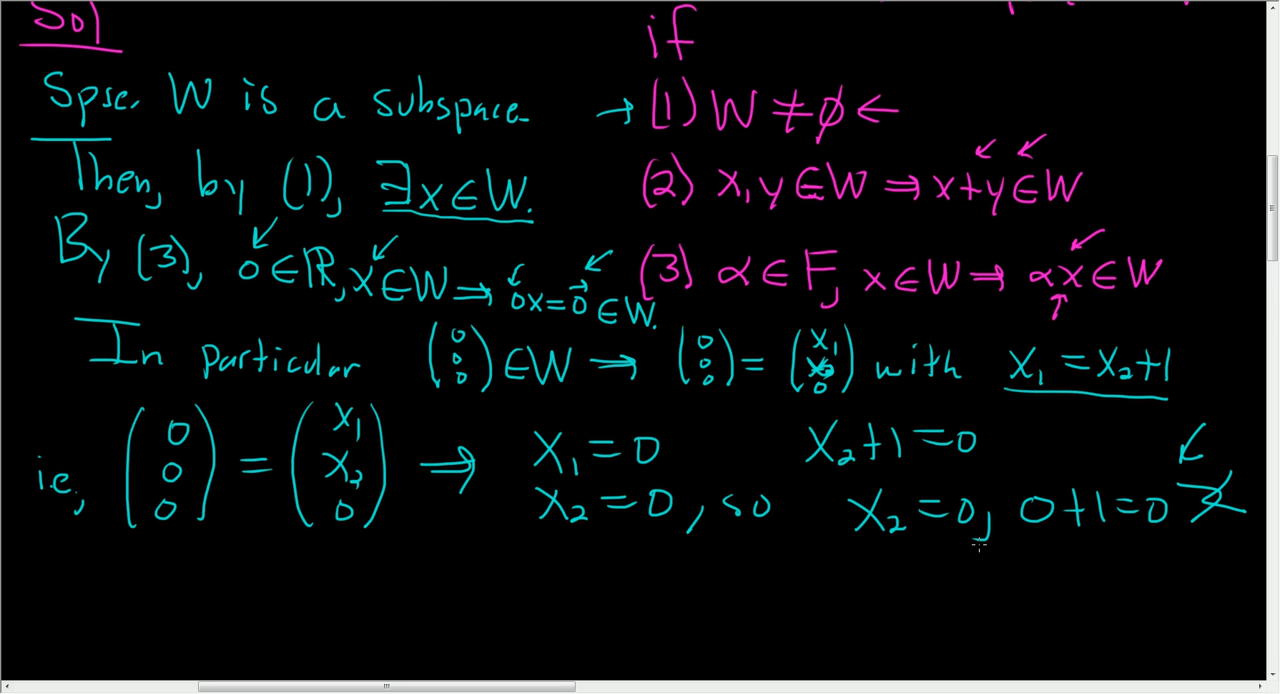 Sol
if
Spse. W is a subspace. → (1) W ≠ ∅ ←
Then, by (1), ∃x∈W. (2) x,y∈W ⇒ x+y∈W
By (3), 0∈ℝ, x∈W ⇒ 0x=0⃗∈W. (3) α∈F, x∈W ⇒ αx∈W
In particular (0 0 0)∈W ⇒ (0 0 0) = (x₁ x₂ 0) with x₁ = x₂+1
i.e., (0 0 0) = (x₁ x₂ 0) ⇒ x₁ = 0 x₂+1=0
x₂ = 0, so x₂ = 0, 0+1=0